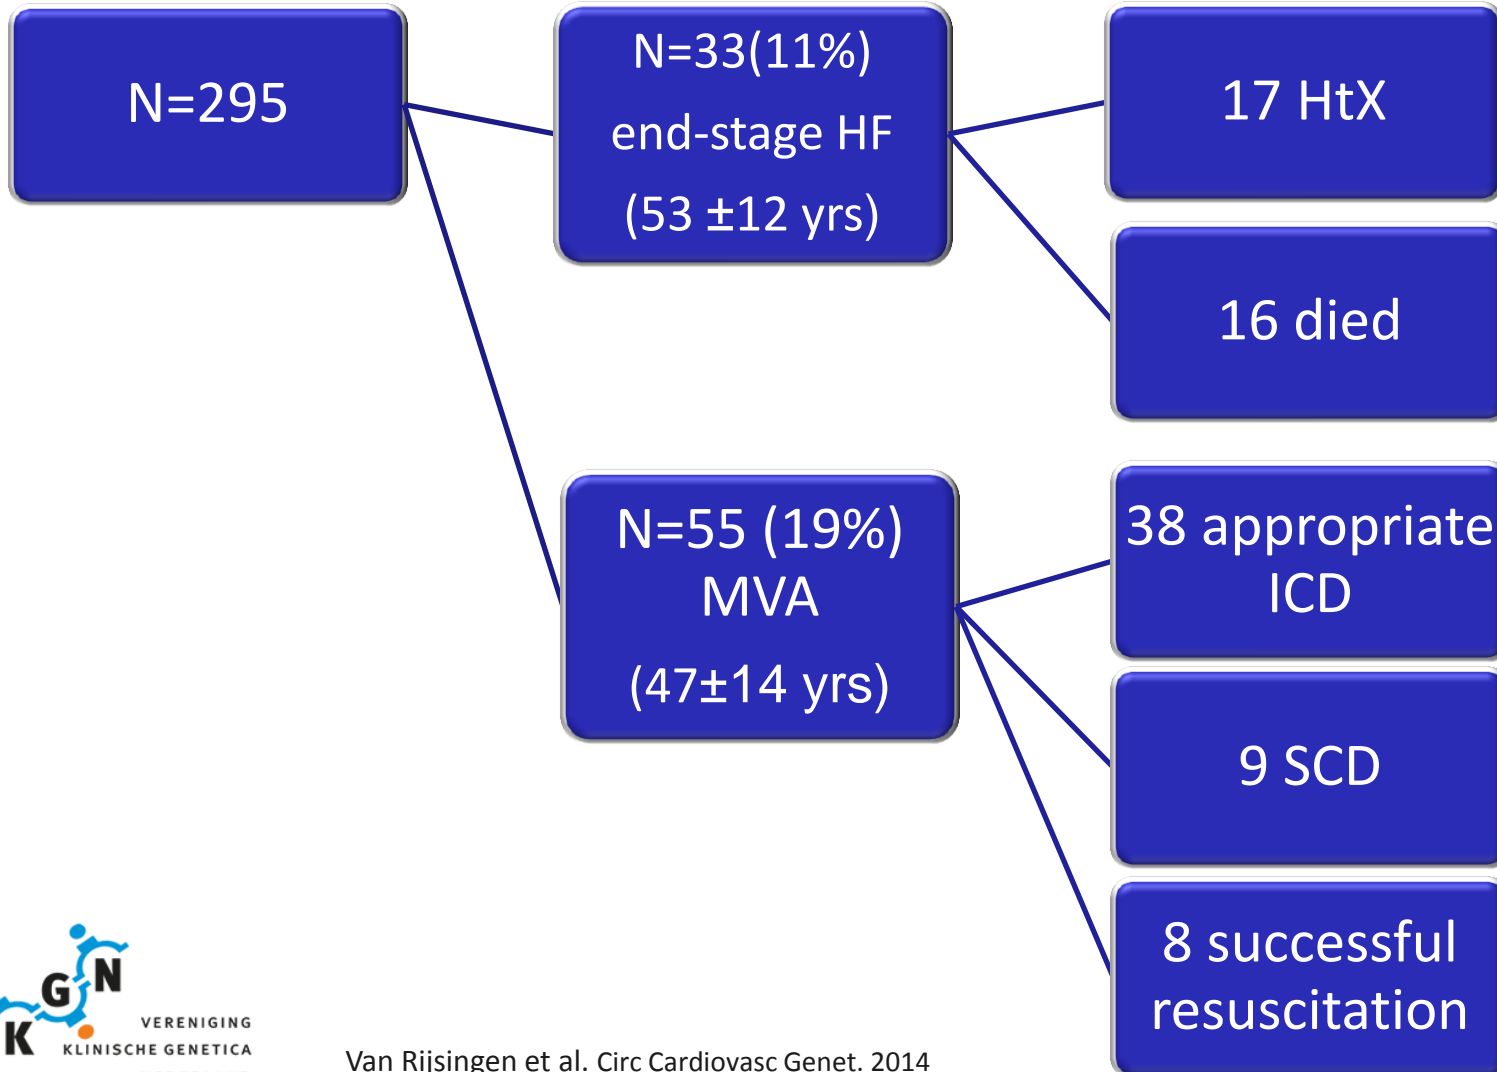 N=295
N=33(11%)
end-stage HF
(53 ±12 yrs)
17 HtX
16 died
N=55 (19%)
MVA
(47±14 yrs)
38 appropriate
ICD
9 SCD
8 successful
resuscitation
K G N
VERENIGING
KLINISCHE GENETICA
Van Rijsingen et al. Circ Cardiovasc Genet. 2014